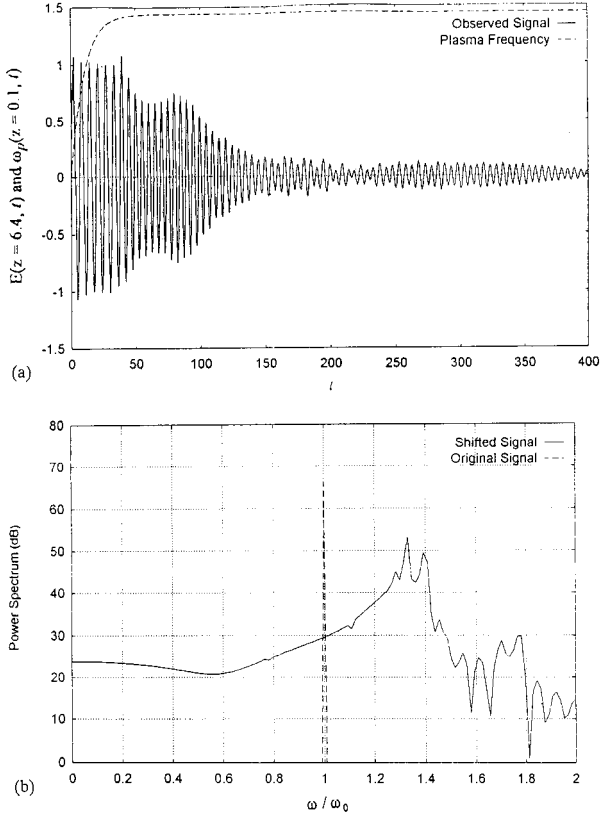 1.5
Observed Signal
Plasma Frequency
1
0.5
0
-0.5
-1
-1.5
E(z = 6.4, t) and ωp(z = 0.1, t)
0 50 100 150 200 250 300 350 400
t
(a)
80
Shifted Signal
Original Signal
70
60
50
40
30
20
10
0
Power Spectrum (dB)
0 0.2 0.4 0.6 0.8 1.0 1.2 1.4 1.6 1.8 2
ω / ω0
(b)